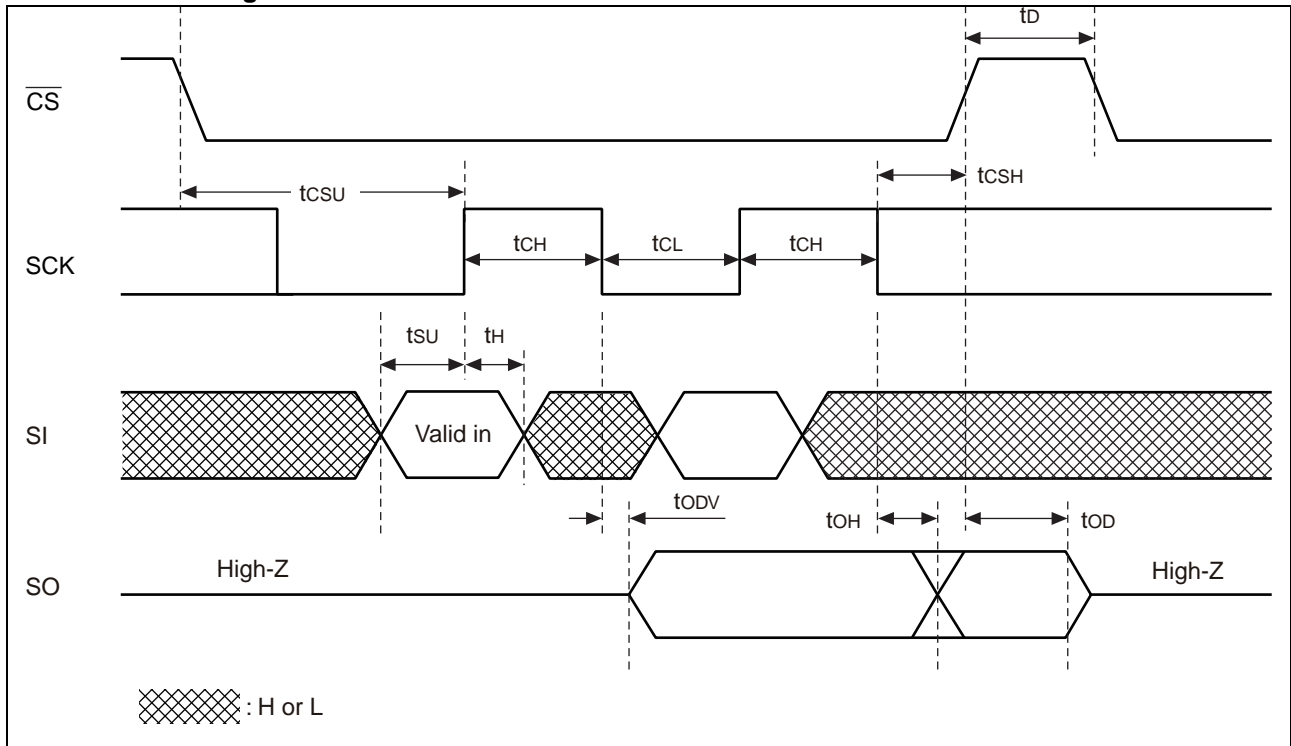 tD
CS
tCSU
tCSH
SCK
tCH
tCL
tCH
tSU
tH
SI
Valid in
tODV
tOH
tOD
SO
High-Z
High-Z
: H or L